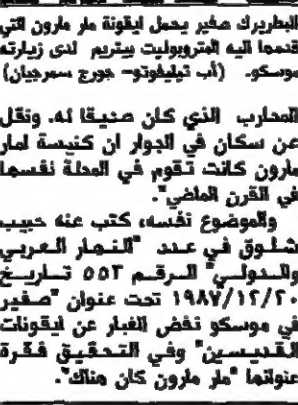 البطريرك صفير يحمل ايقونة مار مارون التي
قدمها اليه المتروبوليت بيتريم لدى زيارته
موسكو. (أب تيليفوتو- جورج سمرجيان)
المحارب الذي كان صنيقا له. ونقل
عن سكان في الجوار ان كنيسة لمار
مارون كانت تقوم في المحلة نفسها
في القرن الماضي".
والموضوع نفسه، كتب عنه حبيب
شلوق في عدد "النهار العربي
والدولي" الرقم ٥٥٣ تاريخ
١٩٨٧/١٢/٢٠ تحت عنوان "صفير
في موسكو نفض الغبار عن ايقونات
القديسين" وفي التحقيق فقرة
عنوانها "مار مارون كان هناك".